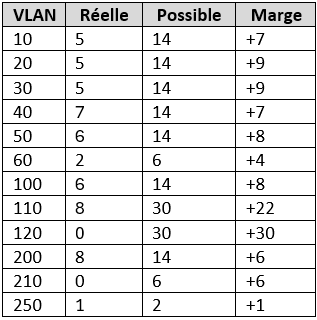 VLAN Réelle Possible Marge
10 5 14 +7
20 5 14 +9
30 5 14 +9
40 7 14 +7
50 6 14 +8
60 2 6 +4
100 6 14 +8
110 8 30 +22
120 0 30 +30
200 8 14 +6
210 0 6 +6
250 1 2 +1